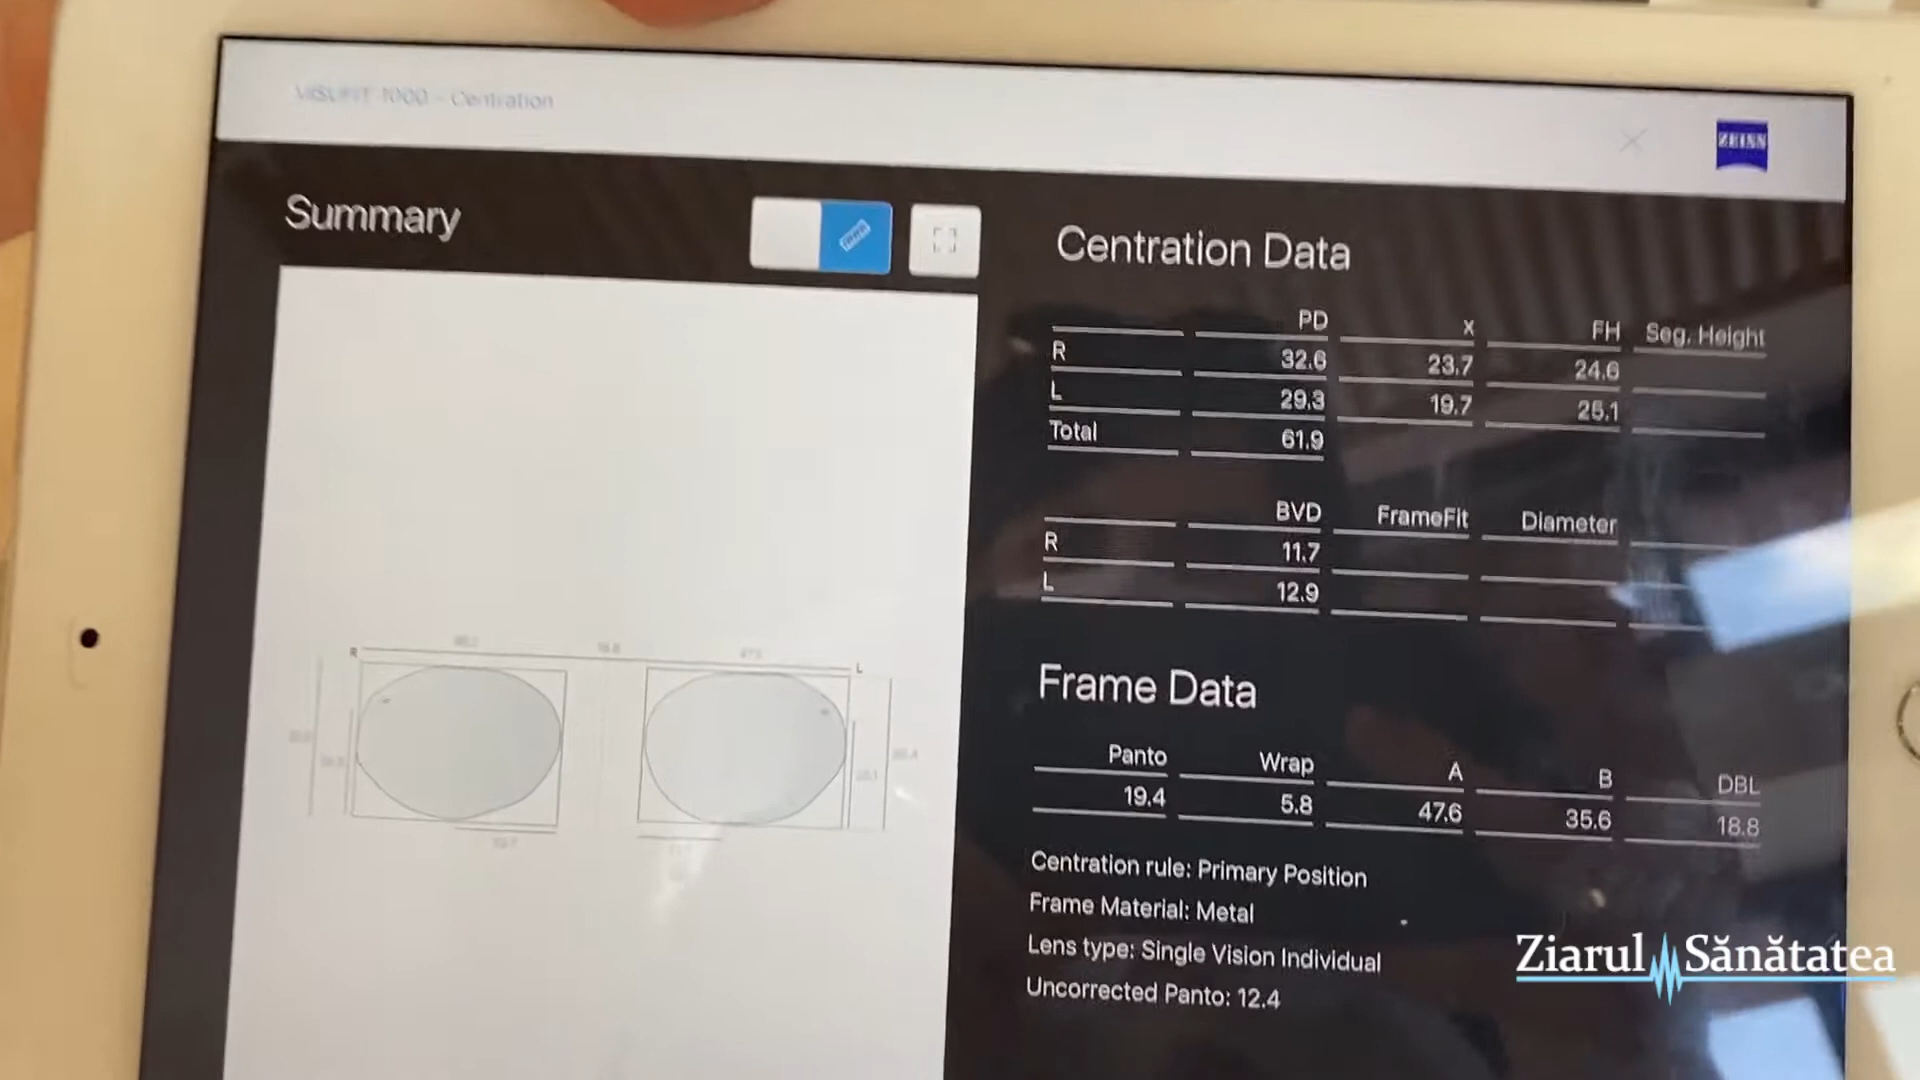 VISUFIT 1000 - Centration
ZEISS
Summary
Centration Data
PD X FH Seg. Height
R 32.6 23.7 24.6
L 29.3 19.7 25.1
Total 61.9
BVD FrameFit Diameter
R 11.7
L 12.9
R
L
Frame Data
Panto Wrap A B DBL
19.4 5.8 47.6 35.6 18.8
Centration rule: Primary Position
Frame Material: Metal
Lens type: Single Vision Individual
Uncorrected Panto: 12.4
Ziarul Sănătatea